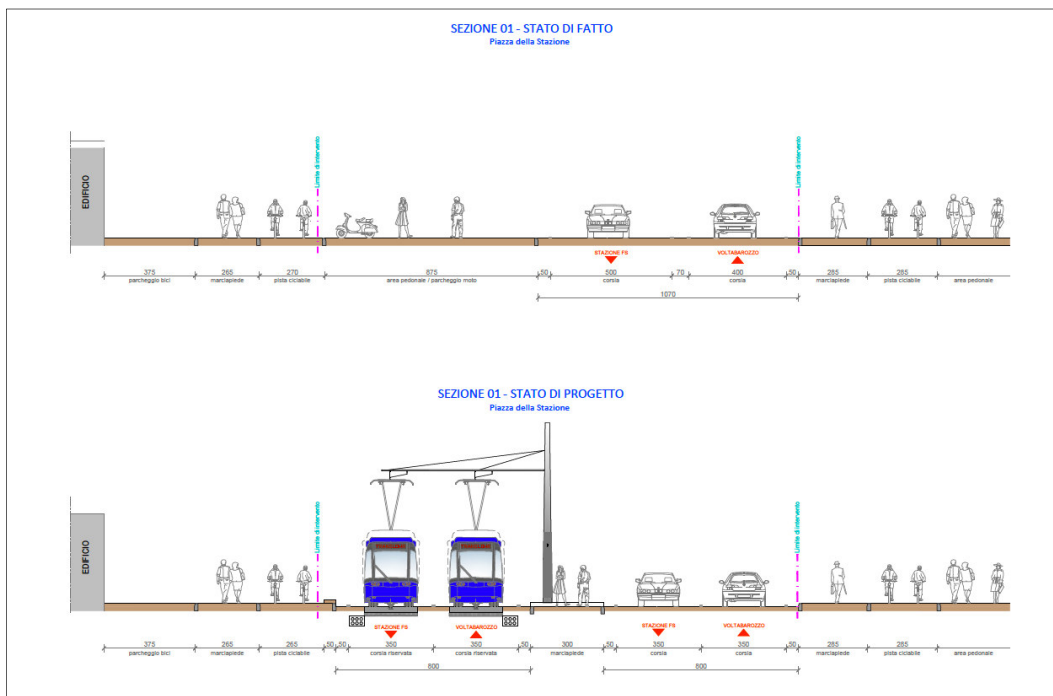 SEZIONE 01 - STATO DI FATTO
Piazza della Stazione
EDIFICIO
Limite di intervento
Limite di intervento
STAZIONE FS
VOLTABAROZZO
375 265 270 675 50 500 70 400 50 285 285
parcheggio bici marciapiede pista ciclabile area pedonale / parcheggio moto corsia corsia marciapiede pista ciclabile area pedonale
1070
SEZIONE 01 - STATO DI PROGETTO
Piazza della Stazione
EDIFICIO
Limite di intervento
Limite di intervento
STAZIONE FS
VOLTABAROZZO
STAZIONE FS
VOLTABAROZZO
375 265 265 50 50 350 350 50 300 50 350 350 50 285 285
parcheggio bici marciapiede pista ciclabile corsia riservata corsia riservata marciapiede corsia corsia marciapiede pista ciclabile area pedonale
800 800